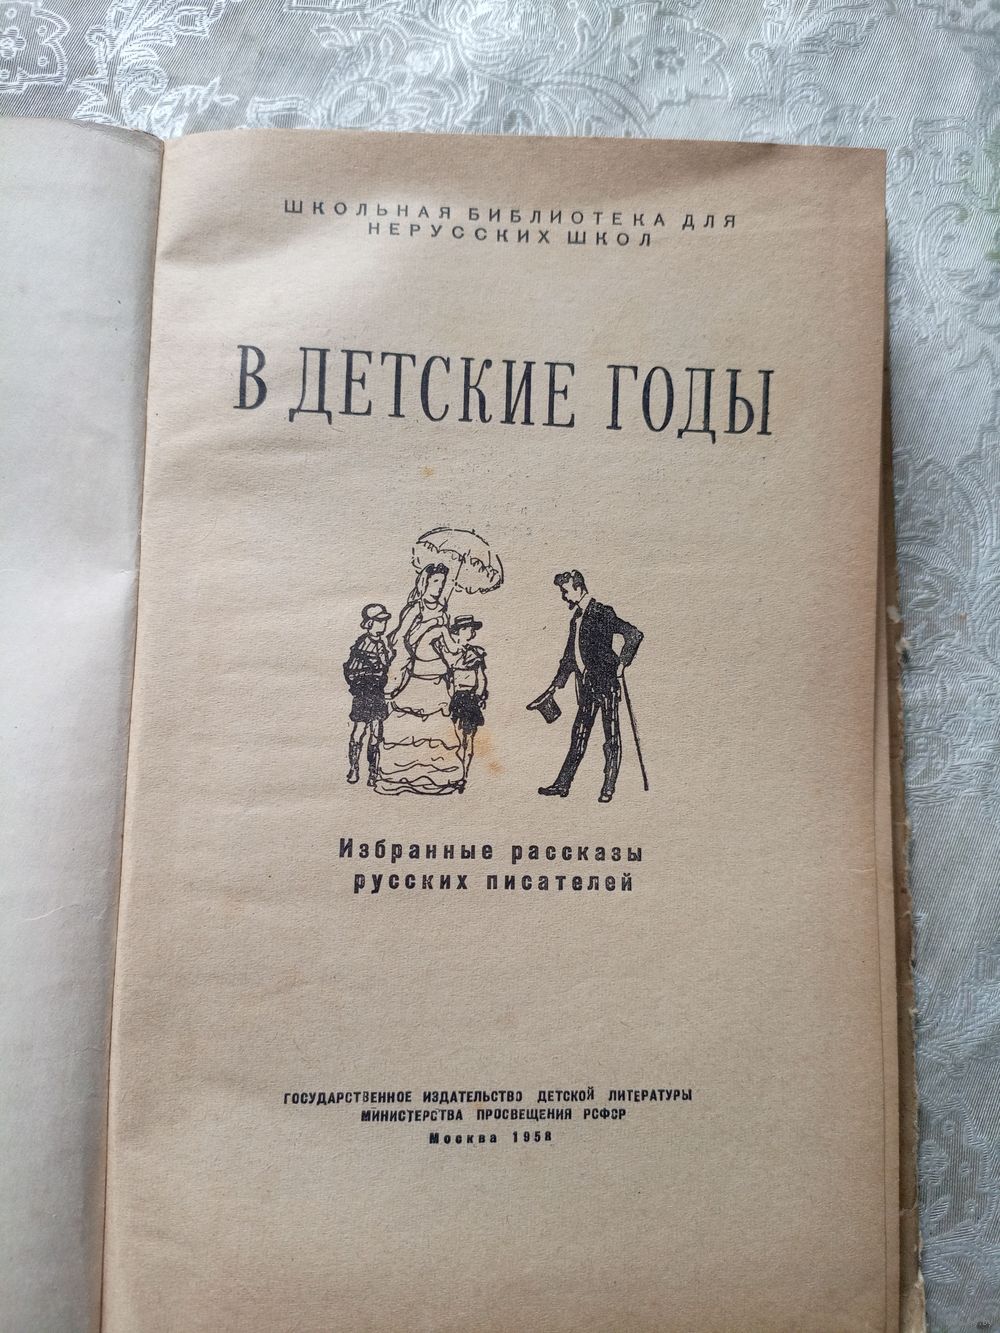 ШКОЛЬНАЯ БИБЛИОТЕКА ДЛЯ
НЕРУССКИХ ШКОЛ
В ДЕТСКИЕ ГОДЫ
Избранные рассказы
русских писателей
ГОСУДАРСТВЕННОЕ ИЗДАТЕЛЬСТВО ДЕТСКОЙ ЛИТЕРАТУРЫ
МИНИСТЕРСТВА ПРОСВЕЩЕНИЯ РСФСР
Москва 1958